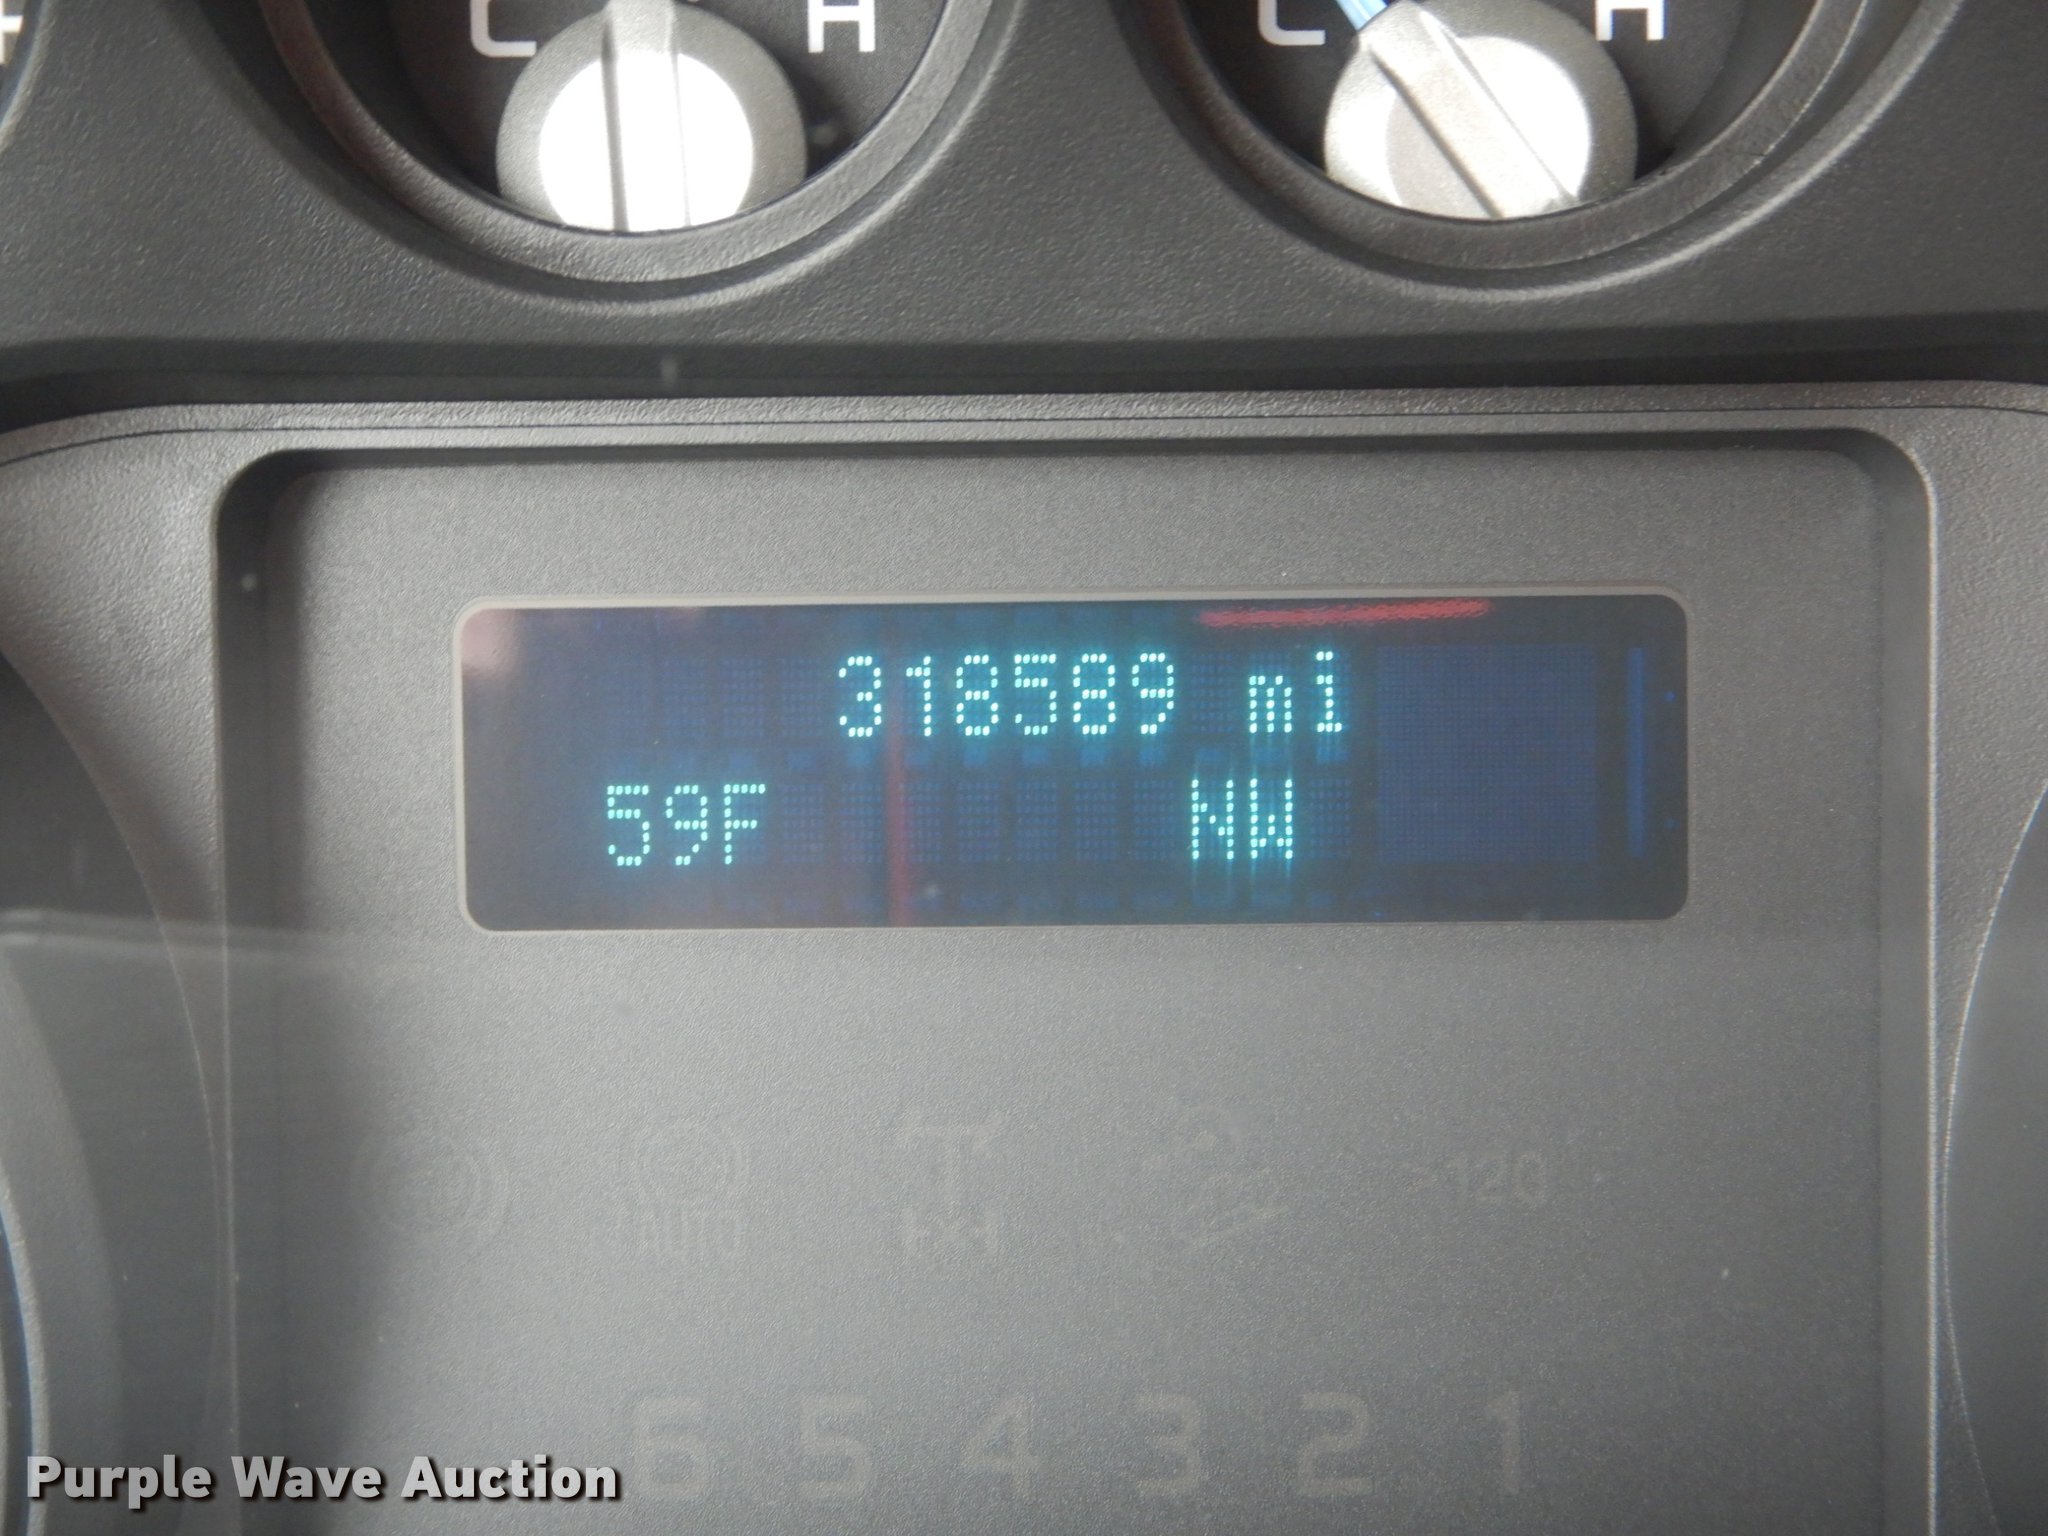 C H C H
318589 mi
59F NW
120
6 5 4 3 2 1
Purple Wave Auction